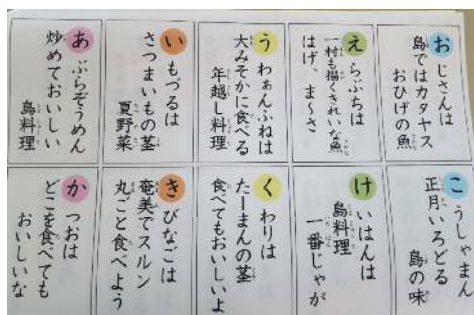 あぶらぞうめん
炒めておいしい
島料理
いもづるは
さつまいもの茎
夏野菜
うわぁんふねは
大みそかに食べる
年越し料理
えらぶちは
一村も描くきれいな魚
はげ、ま〜さ
おじさんは
島ではカタヤス
おひげの魚
かつおは
どこを食べても
おいしいな
きびなごは
奄美でスルン
丸ごと食べよう
くわりは
たーまんの茎
食べてもおいしいよ
けいはんは
島料理
一番じゃが
こうしゃまん
正月いろどる
島の味